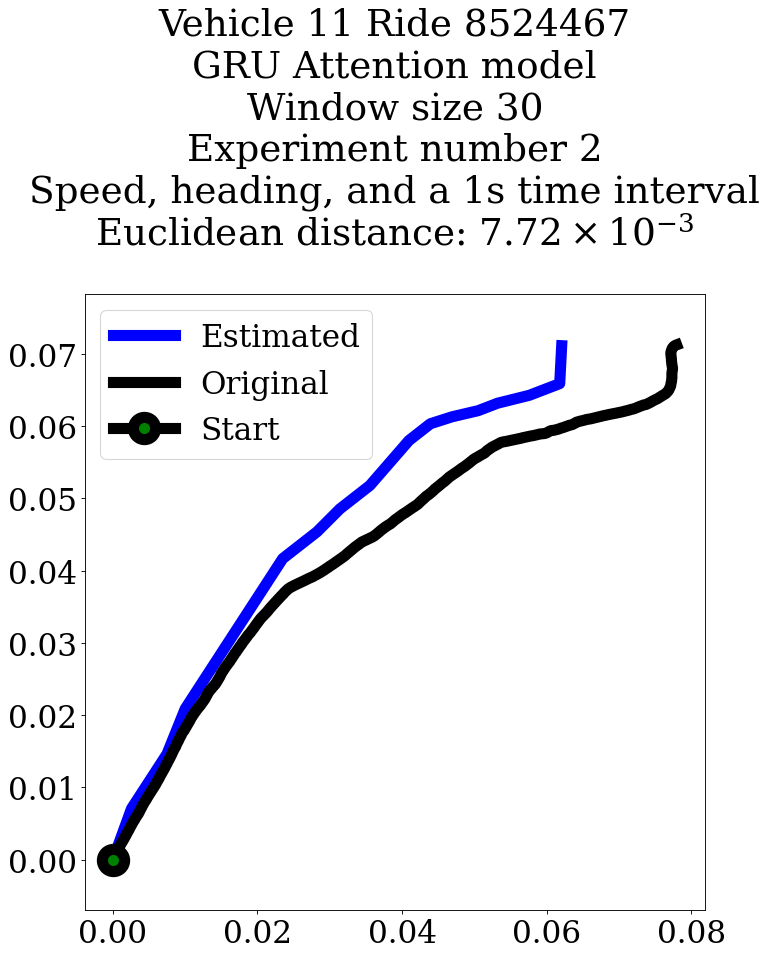 Vehicle 11 Ride 8524467
GRU Attention model
Window size 30
Experiment number 2
Speed, heading, and a 1s time interval
Euclidean distance: 7.72 × 10⁻³
Estimated
Original
Start
0.07
0.06
0.05
0.04
0.03
0.02
0.01
0.00
0.00 0.02 0.04 0.06 0.08